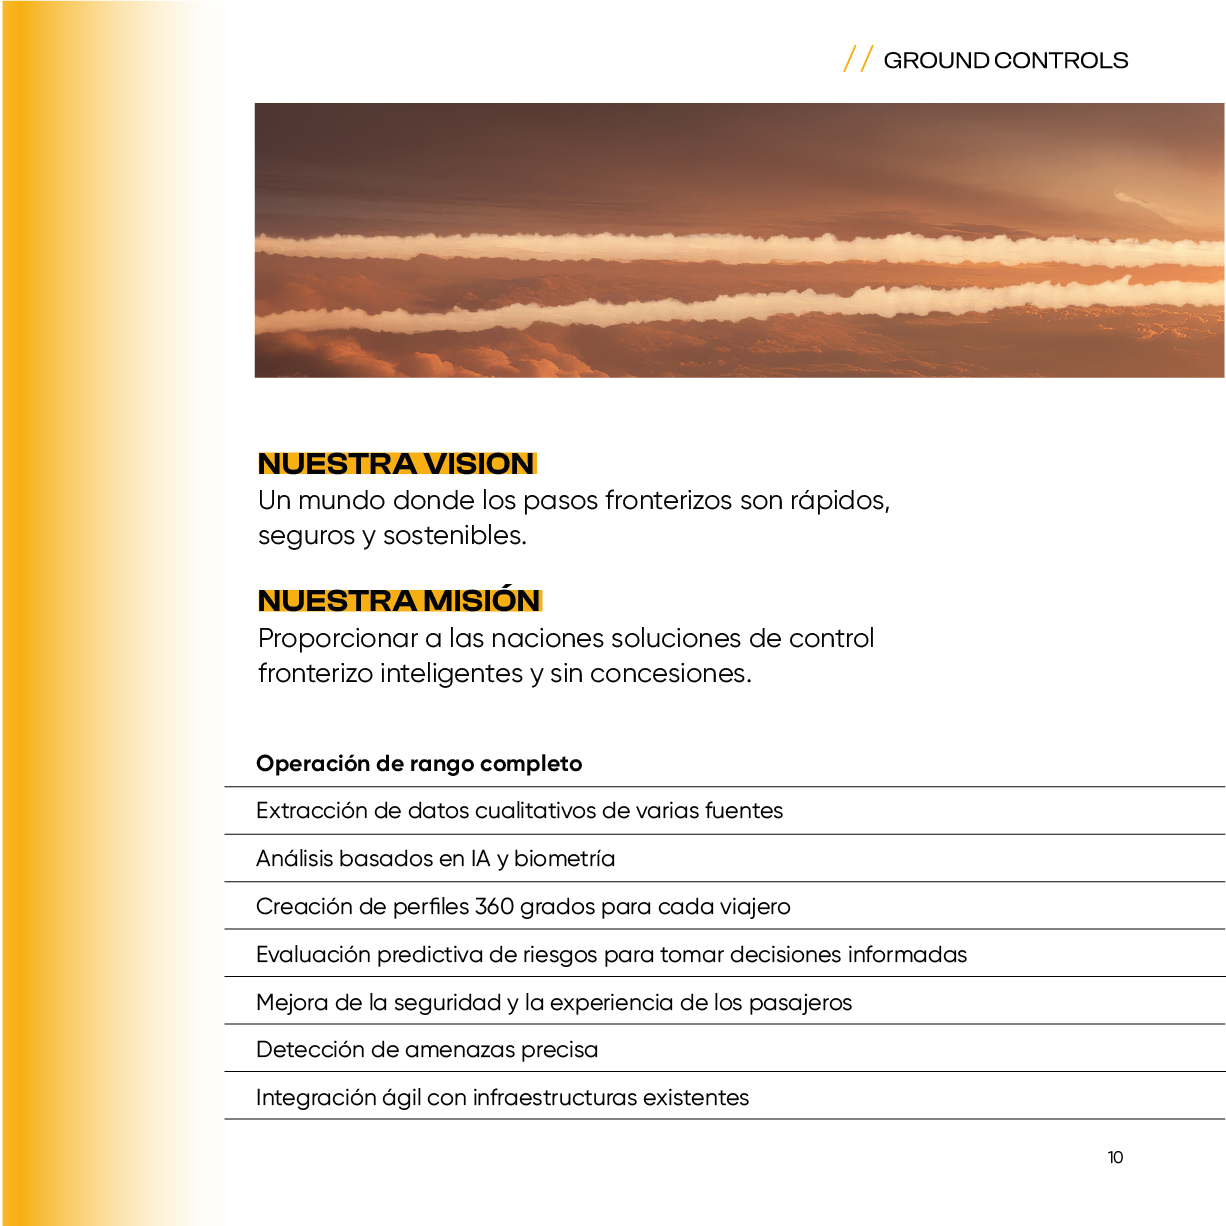 // GROUND CONTROLS
NUESTRA VISION
Un mundo donde los pasos fronterizos son rápidos,
seguros y sostenibles.
NUESTRA MISIÓN
Proporcionar a las naciones soluciones de control
fronterizo inteligentes y sin concesiones.
Operación de rango completo
Extracción de datos cualitativos de varias fuentes
Análisis basados en IA y biometría
Creación de perfiles 360 grados para cada viajero
Evaluación predictiva de riesgos para tomar decisiones informadas
Mejora de la seguridad y la experiencia de los pasajeros
Detección de amenazas precisa
Integración ágil con infraestructuras existentes
10